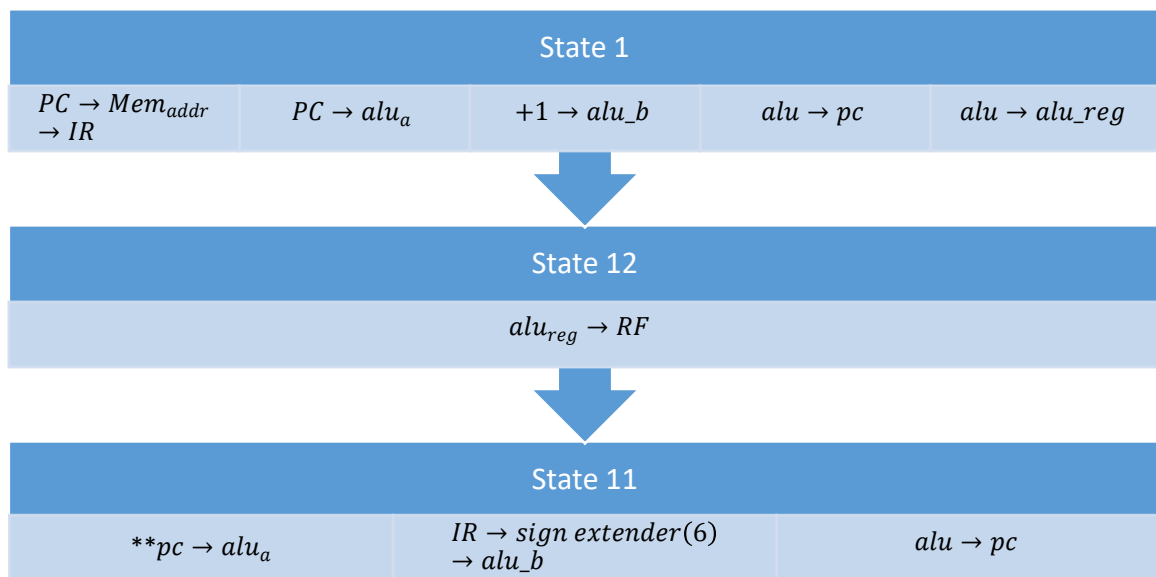 State 1
PC → Mem_addr
→ IR
PC → alu_a
+1 → alu_b
alu → pc
alu → alu_reg
State 12
alu_reg → RF
State 11
**pc → alu_a
IR → sign extender(6)
→ alu_b
alu → pc